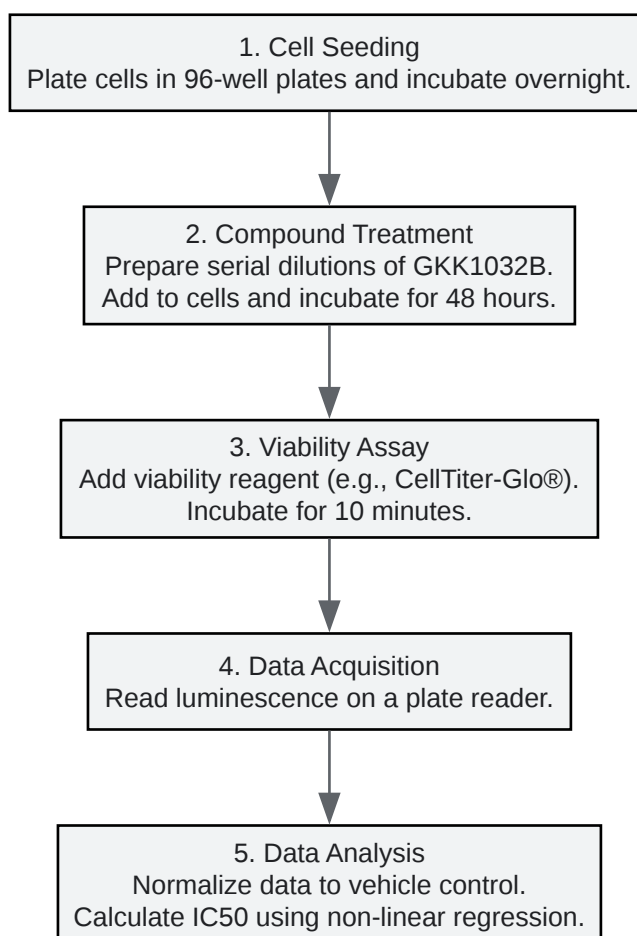 1. Cell Seeding
Plate cells in 96-well plates and incubate overnight.
2. Compound Treatment
Prepare serial dilutions of GKK1032B.
Add to cells and incubate for 48 hours.
3. Viability Assay
Add viability reagent (e.g., CellTiter-Glo®).
Incubate for 10 minutes.
4. Data Acquisition
Read luminescence on a plate reader.
5. Data Analysis
Normalize data to vehicle control.
Calculate IC50 using non-linear regression.